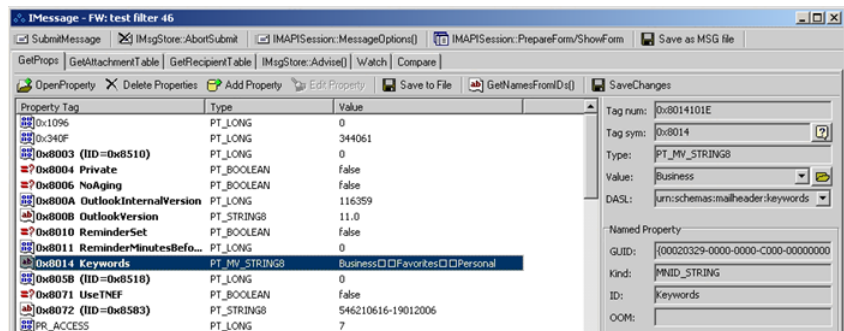 IMessage - FW: test filter 46
SubmitMessage IMsgStore::AbortSubmit IMAPISession::MessageOptions() IMAPISession::PrepareForm/ShowForm Save as MSG file
GetProps GetAttachmentTable GetRecipientTable IMsgStore::Advise() Watch Compare
OpenProperty Delete Properties Add Property Edit Property Save to File GetNamesFromIDs() SaveChanges
Property Tag Type Value
0x1096 PT_LONG 0
0x340F PT_LONG 344061
0x8003 (lID=0x8510) PT_LONG 0
0x8004 Private PT_BOOLEAN false
0x8006 NoAging PT_BOOLEAN false
0x800A OutlookInternalVersion PT_LONG 116359
0x800B OutlookVersion PT_STRING8 11.0
0x8010 ReminderSet PT_BOOLEAN false
0x8011 ReminderMinutesBefo... PT_LONG 0
0x8014 Keywords PT_MV_STRING8 Business□□Favorites□□Personal
0x805B (lID=0x8518) PT_LONG 0
0x8071 UseTNEF PT_BOOLEAN false
0x8072 (lID=0x8583) PT_STRING8 546210616-19012006
PR_ACCESS PT_LONG 7
Tag num: 0x8014101E
Tag sym: 0x8014
Type: PT_MV_STRING8
Value: Business
DASL: urn:schemas:mailheader:keywords
Named Property
GUID: {00020329-0000-0000-C000-00000000
Kind: MNID_STRING
ID: Keywords
OOM: